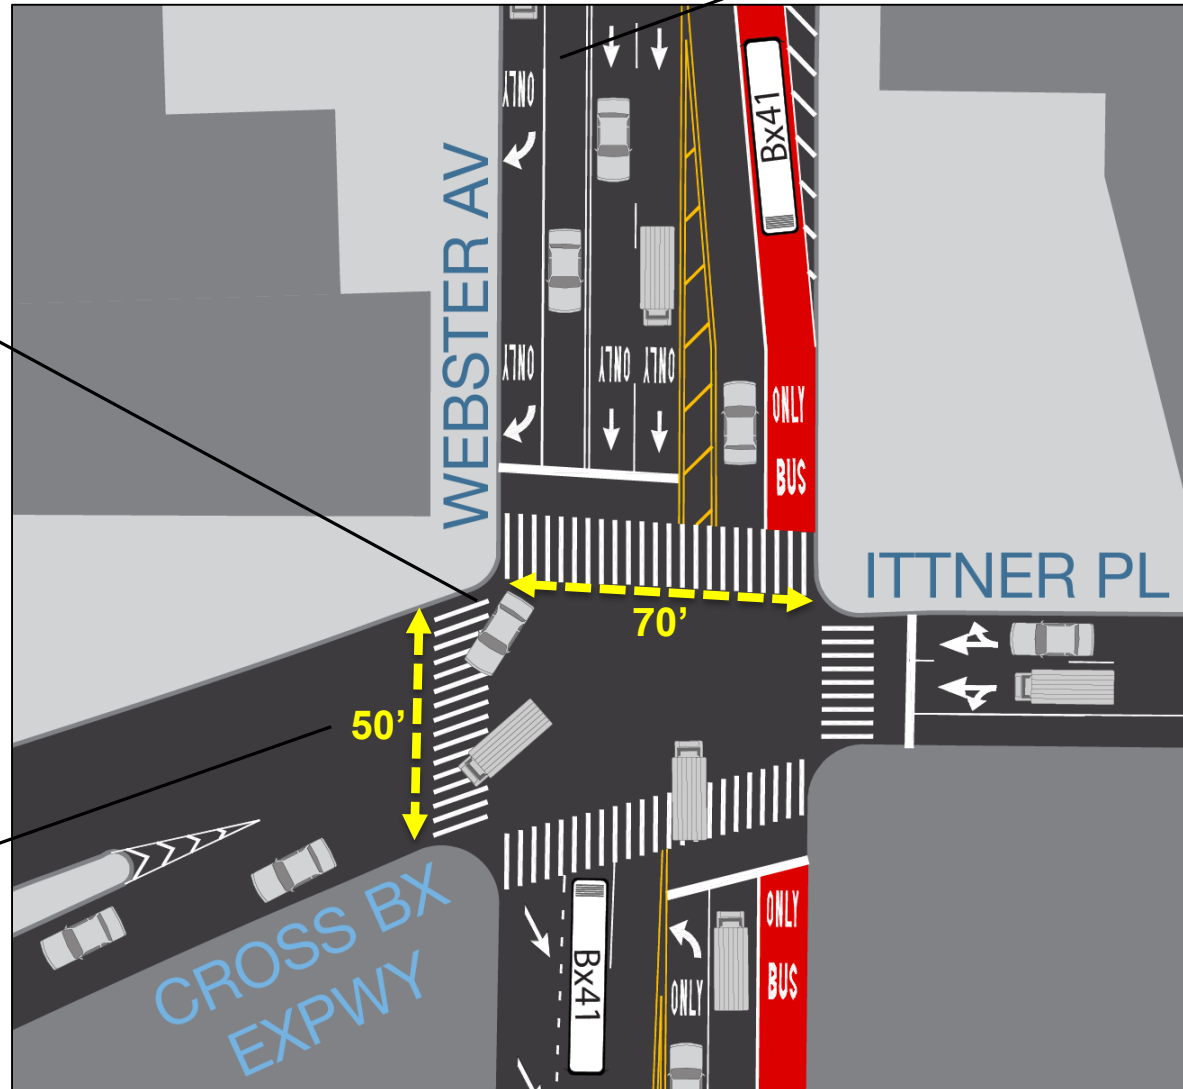 ONLY
Bx41
WEBSTER AV
ONLY
ONLY
ONLY
ONLY
BUS
ITTNER PL
70’
50’
CROSS BX
EXPWY
Bx41
ONLY
ONLY
BUS